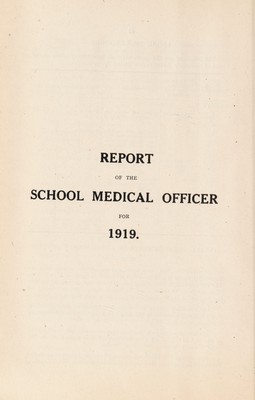 REPORT
OF THE
SCHOOL MEDICAL OFFICER
FOR
1919.